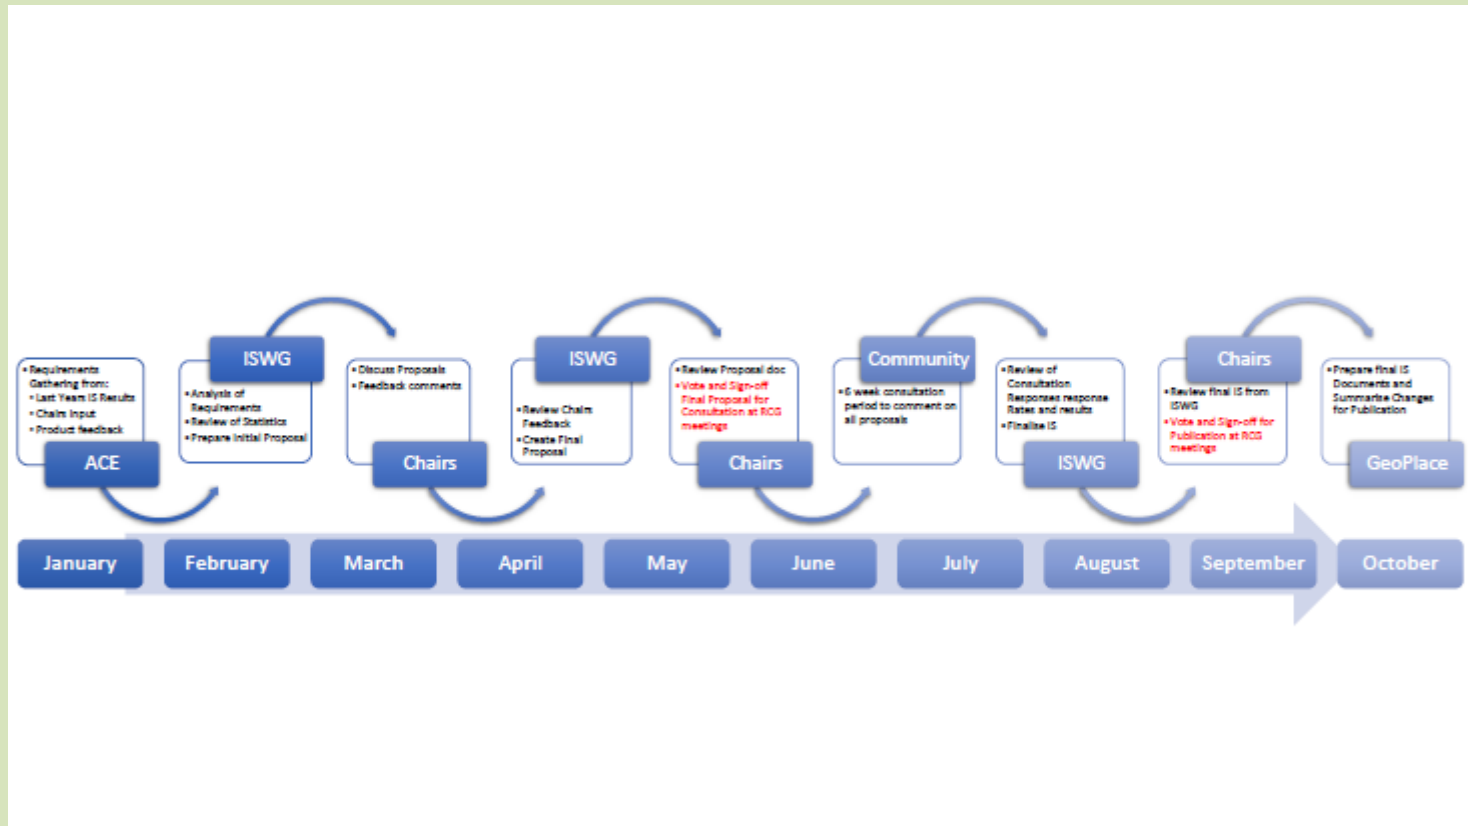 ▪Requirements
Gathering from:
▪Last Years IS Results
▪Chairs Input
▪Product feedback
ACE
ISWG
▪Analysis of
Requirements
▪Review of Statistics
▪Prepare Initial Proposal
▪Discuss Proposals
▪Feedback comments
Chairs
ISWG
▪Review Chairs
Feedback
▪Create Final
Proposal
▪Review Proposal doc
▪Vote and Sign-off
Final Proposal for
Consultation at RCG
meetings
Chairs
Community
▪6 week consultation
period to comment on
all proposals
▪Review of
Consultation
Responses response
Rates and results
▪Finalise IS
ISWG
Chairs
▪Review final IS from
ISWG
▪Vote and Sign-off for
Publication at RCG
meetings
▪Prepare final IS
Documents and
Summarise Changes
for Publication
GeoPlace
January
February
March
April
May
June
July
August
September
October